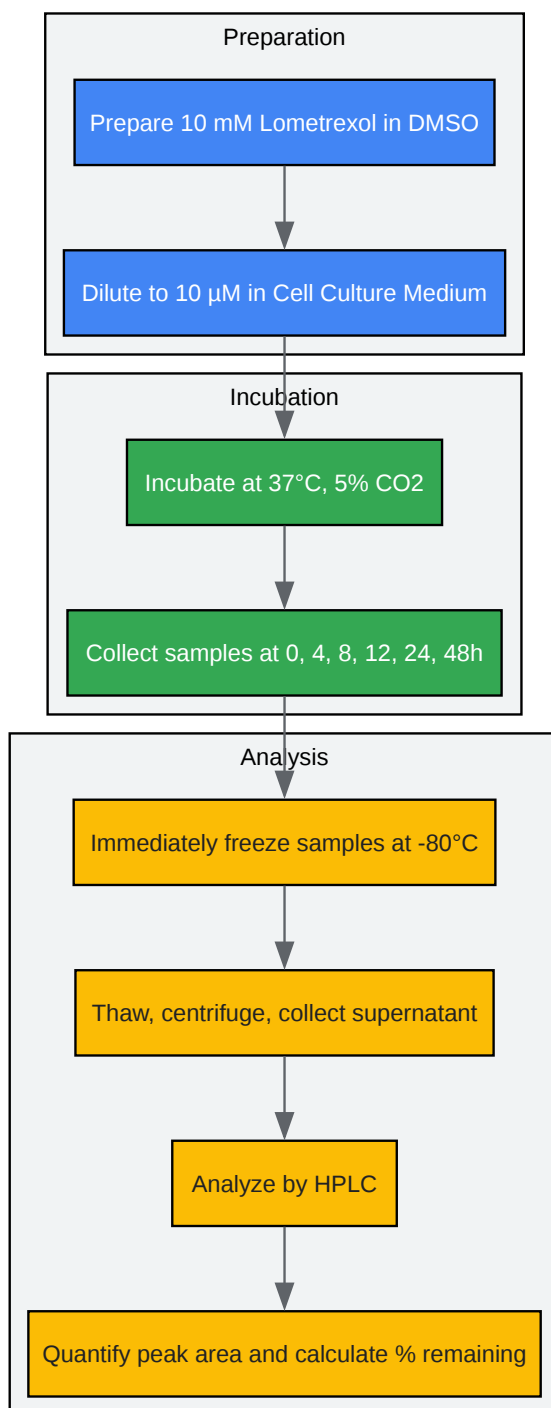 Preparation
Prepare 10 mM Lometrexol in DMSO
Dilute to 10 µM in Cell Culture Medium
Incubation
Incubate at 37°C, 5% CO2
Collect samples at 0, 4, 8, 12, 24, 48h
Analysis
Immediately freeze samples at -80°C
Thaw, centrifuge, collect supernatant
Analyze by HPLC
Quantify peak area and calculate % remaining